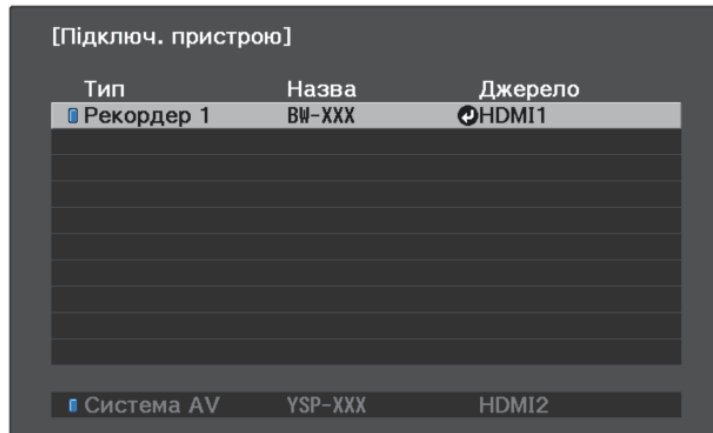 [Підключ. пристрою]
Тип Назва Джерело
Рекордер 1 BW-XXX HDMI1
Система AV YSP-XXX HDMI2